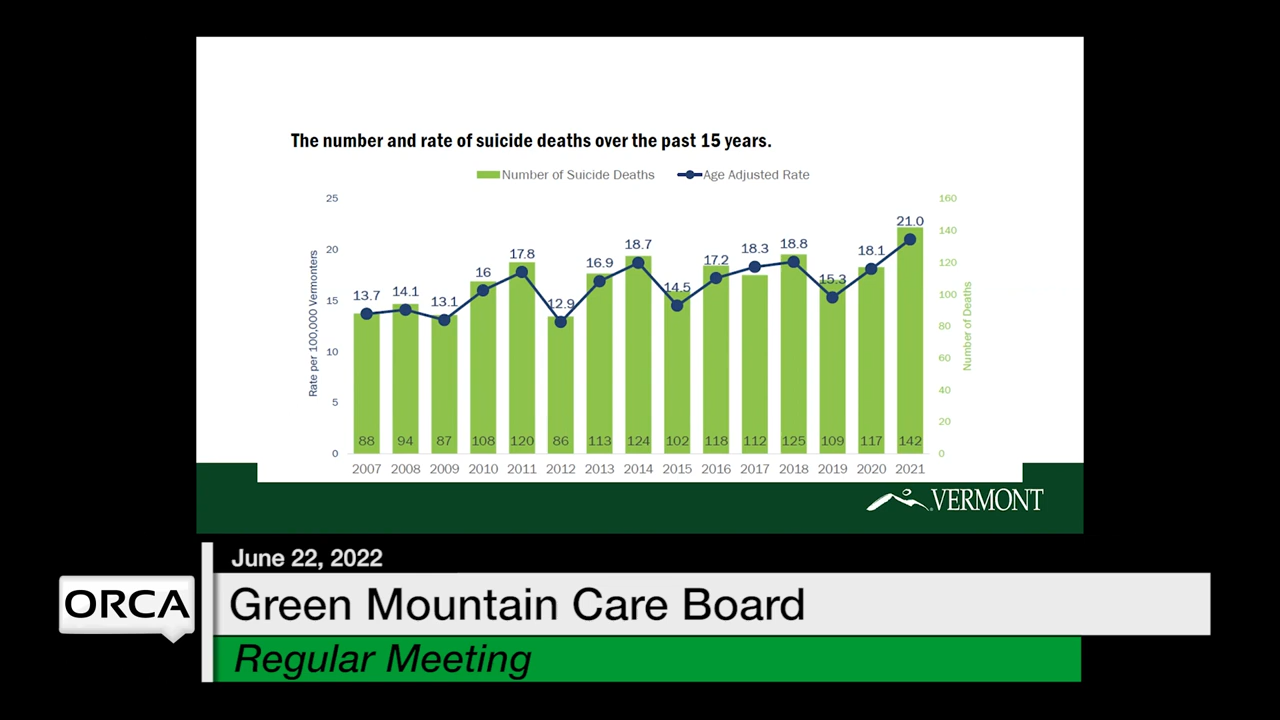 The number and rate of suicide deaths over the past 15 years.
Number of Suicide Deaths Age Adjusted Rate
25
20
15
10
5
0
Rate per 100,000 Vermonters
13.7 14.1 13.1 16 17.8 12.9 16.9 18.7 14.5 17.2 18.3 18.8 15.3 18.1 21.0
88 94 87 108 120 86 113 124 102 118 112 125 109 117 142
2007 2008 2009 2010 2011 2012 2013 2014 2015 2016 2017 2018 2019 2020 2021
160
140
120
100
80
60
40
20
0
Number of Deaths
VERMONT
June 22, 2022
ORCA
Green Mountain Care Board
Regular Meeting